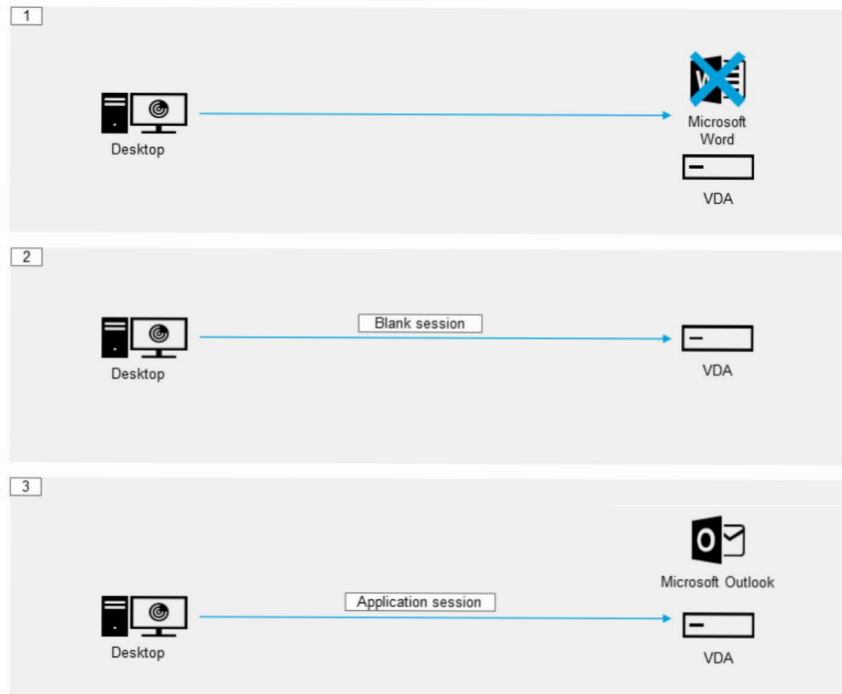 1
W
Microsoft
Word
Desktop
VDA
2
Blank session
Desktop
VDA
3
O
Microsoft Outlook
Application session
Desktop
VDA